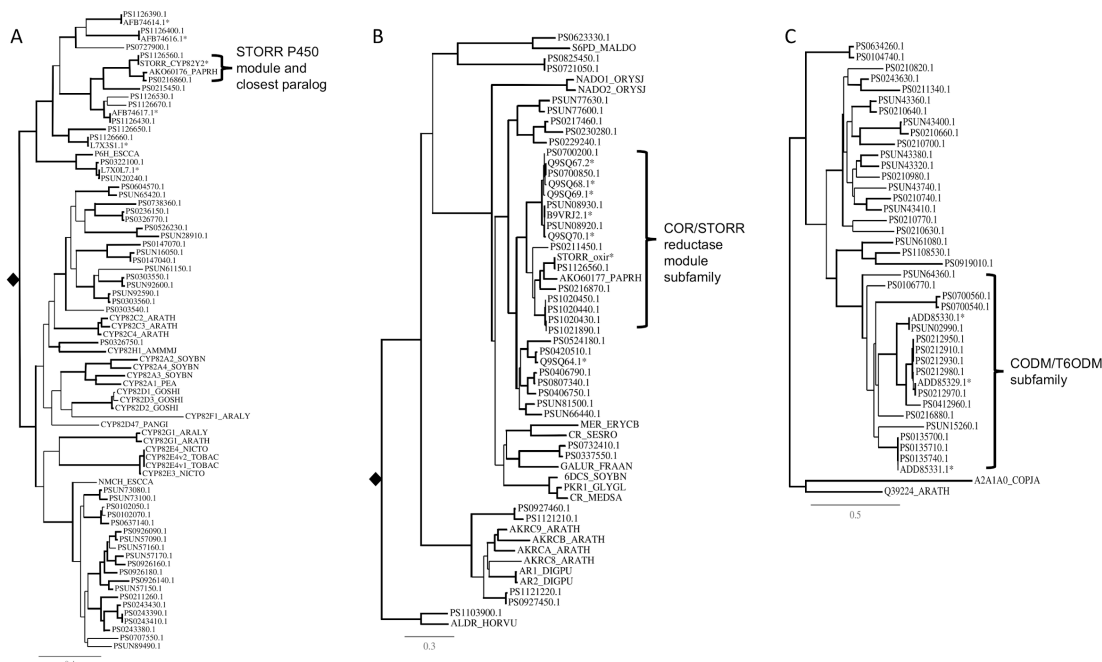 A
PS1126390.1
AFB74614.1*
PS1126400.1
AFB74616.1*
PS0727900.1
PS1126560.1
STORR_CYP82Y2*
AKO60176_PAPRH
PS0216860.1
PS0215450.1
PS1126530.1
PS1126670.1
AFB74617.1*
PS1126430.1
PS1126650.1
PS1126660.1
L7X3S1.1*
P6H_ESCCA
PS0322100.1
L7X0L7.1*
PSUN20240.1
PS0604570.1
PSUN65420.1
PS0738360.1
PS0236150.1
PS0326770.1
PS0526230.1
PSUN28910.1
PS0147070.1
PSUN16050.1
PS0147040.1
PSUN61150.1
PS0303550.1
PSUN92600.1
PSUN92590.1
PS0303560.1
PS0303540.1
CYP82C2_ARATH
CYP82C3_ARATH
CYP82C4_ARATH
PS0326750.1
CYP82H1_AMMMJ
CYP82A2_SOYBN
CYP82A4_SOYBN
CYP82A3_SOYBN
CYP82A1_PEA
CYP82D1_GOSHI
CYP82D3_GOSHI
CYP82D2_GOSHI
CYP82F1_ARALY
CYP82D47_PANGI
CYP82G1_ARALY
CYP82G1_ARATH
CYP82E4_NICTO
CYP82E4v2_TOBAC
CYP82E4v1_TOBAC
CYP82E3_NICTO
NMCH_ESCCA
PSUN73080.1
PSUN73100.1
PS0102050.1
PS0102070.1
PS0637140.1
PS0926090.1
PSUN57090.1
PSUN57160.1
PSUN57170.1
PS0926160.1
PS0926180.1
PS0926140.1
PSUN57150.1
PS0211260.1
PS0243430.1
PS0243390.1
PS0243410.1
PS0243380.1
PS0707550.1
PSUN89490.1
STORR P450
module and
closest paralog
B
PS0623330.1
S6PD_MALDO
PS0825450.1
PS0721050.1
NADO1_ORYSJ
NADO2_ORYSJ
PSUN77630.1
PSUN77600.1
PS0217460.1
PS0230280.1
PS0229240.1
PS0700200.1
Q9SQ67.2*
PS0700850.1
Q9SQ68.1*
Q9SQ69.1*
PSUN08930.1
B9VRJ2.1*
PSUN08920.1
Q9SQ70.1*
PS0211450.1
STORR_oxir*
PS1126560.1
AKO60177_PAPRH
PS0216870.1
PS1020450.1
PS1020440.1
PS1020430.1
PS1021890.1
PS0524180.1
PS0420510.1
Q9SQ64.1*
PS0406790.1
PS0807340.1
PS0406750.1
PSUN81500.1
PSUN66440.1
MER_ERYCB
CR_SESRO
PS0732410.1
PS0337550.1
GALUR_FRAAN
6DCS_SOYBN
PKR1_GLYGL
CR_MEDSA
PS0927460.1
PS1121210.1
AKRC9_ARATH
AKRCB_ARATH
AKRCA_ARATH
AKRC8_ARATH
AR1_DIGPU
AR2_DIGPU
PS1121220.1
PS0927450.1
PS1103900.1
ALDR_HORVU
0.3
COR/STORR
reductase
module
subfamily
C
PS0634260.1
PS0104740.1
PS0210820.1
PS0243630.1
PS0211340.1
PSUN43360.1
PS0210640.1
PSUN43400.1
PS0210660.1
PS0210700.1
PSUN43380.1
PSUN43320.1
PS0210980.1
PSUN43740.1
PS0210740.1
PSUN43410.1
PS0210770.1
PS0210630.1
PSUN61080.1
PS1108530.1
PS0919010.1
PSUN64360.1
PS0106770.1
PS0700560.1
PS0700540.1
ADD85330.1*
PSUN02990.1
PS0212950.1
PS0212910.1
PS0212930.1
PS0212980.1
ADD85329.1*
PS0212970.1
PS0412960.1
PS0216880.1
PSUN15260.1
PS0135700.1
PS0135710.1
PS0135740.1
ADD85331.1*
A2A1A0_COPJA
Q39224_ARATH
0.5
CODM/T6ODM
subfamily